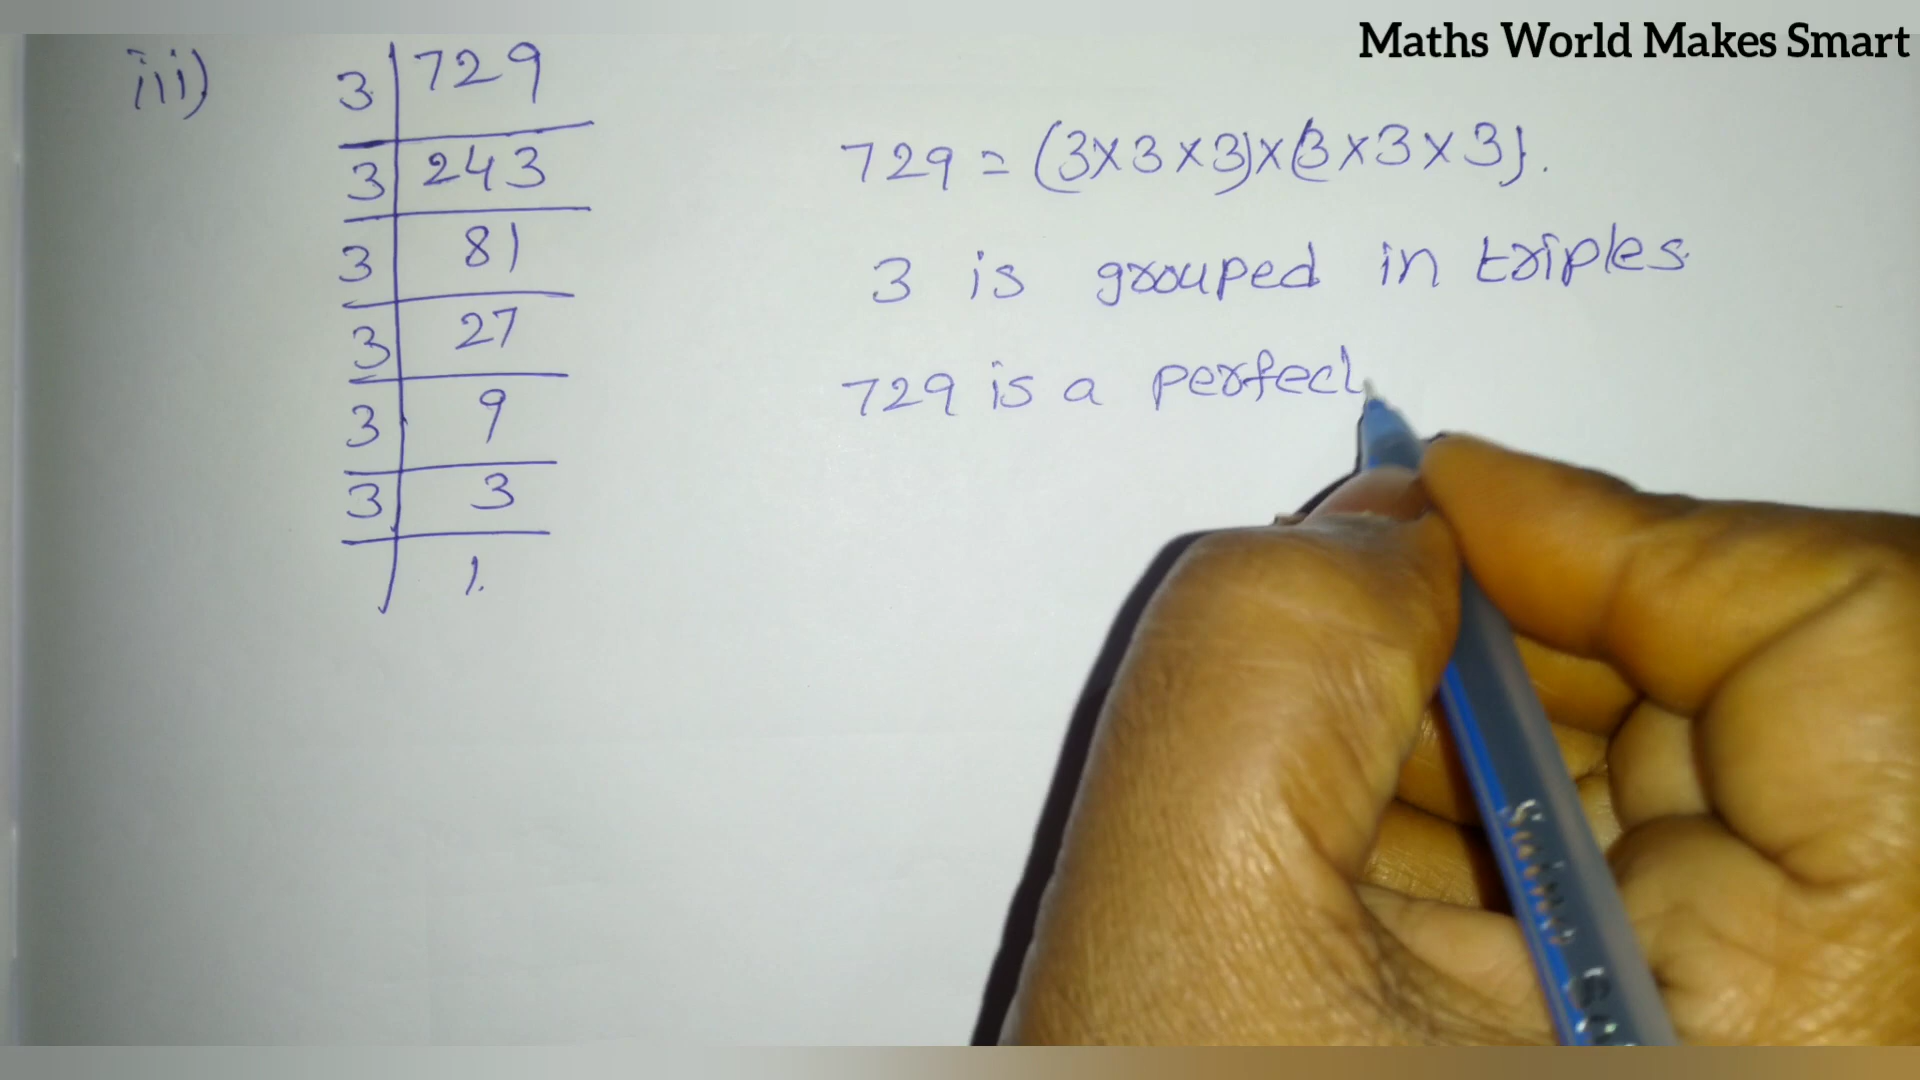 Maths World Makes Smart
iii)
3 | 729
3 | 243
3 | 81
3 | 27
3 | 9
3 | 3
1.
729 = (3×3×3)×(3×3×3).
3 is grouped in triples.
729 is a perfect